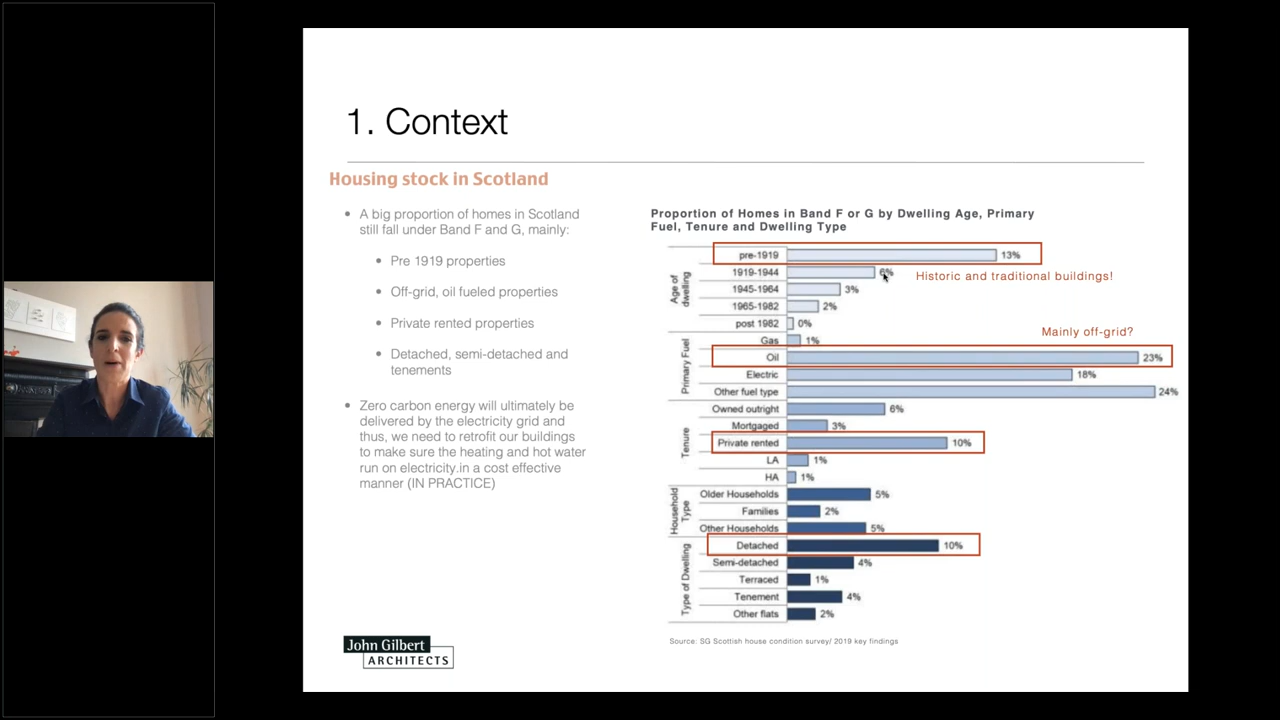 1. Context
Housing stock in Scotland
• A big proportion of homes in Scotland
still fall under Band F and G, mainly:
• Pre 1919 properties
• Off-grid, oil fueled properties
• Private rented properties
• Detached, semi-detached and
tenements
• Zero carbon energy will ultimately be
delivered by the electricity grid and
thus, we need to retrofit our buildings
to make sure the heating and hot water
run on electricity.in a cost effective
manner (IN PRACTICE)
Proportion of Homes in Band F or G by Dwelling Age, Primary
Fuel, Tenure and Dwelling Type
Age of
dwelling
pre-1919 13%
1919-1944 6%
Historic and traditional buildings!
1945-1964 3%
1965-1982 2%
post 1982 0%
Mainly off-grid?
Primary Fuel
Gas 1%
Oil 23%
Electric 18%
Other fuel type 24%
Tenure
Owned outright 6%
Mortgaged 3%
Private rented 10%
LA 1%
HA 1%
Household
Type
Older Households 5%
Families 2%
Other Households 5%
Type of Dwelling
Detached 10%
Semi-detached 4%
Terraced 1%
Tenement 4%
Other flats 2%
Source: SG Scottish house condition survey/ 2019 key findings
John Gilbert
ARCHITECTS